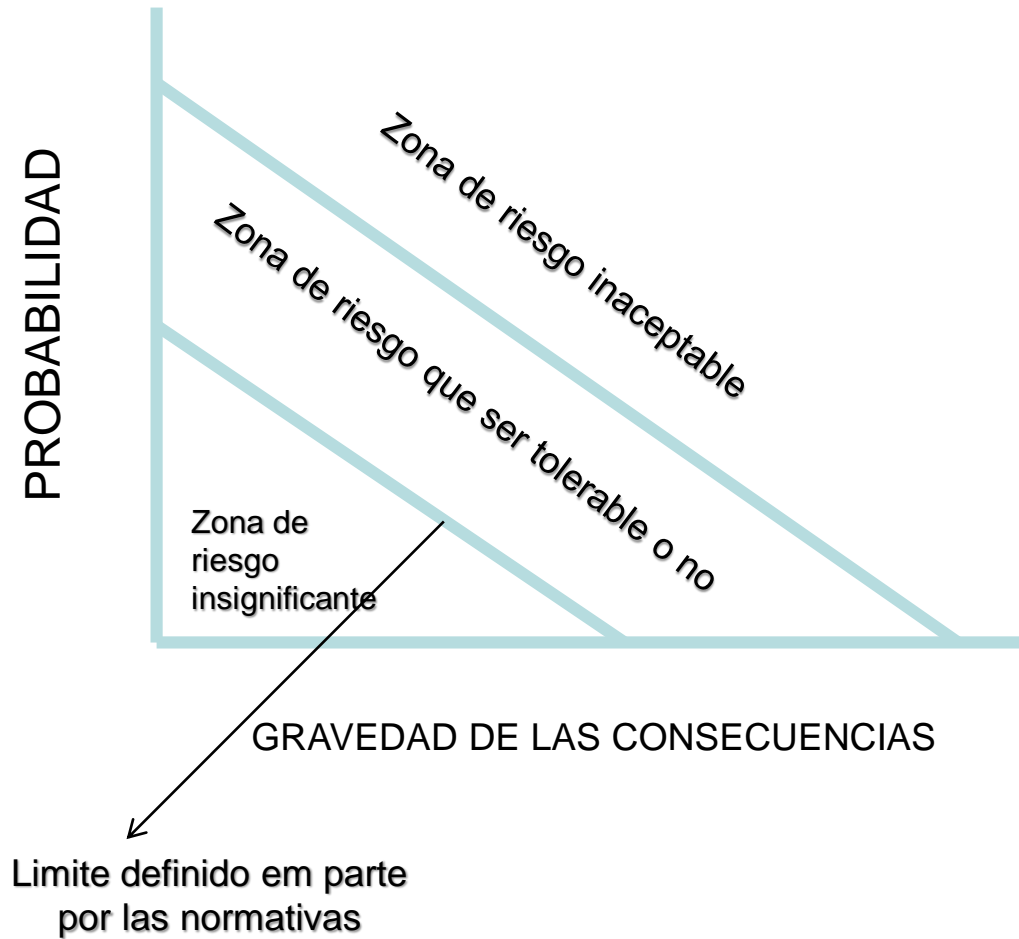 PROBABILIDAD
Zona de riesgo inaceptable
Zona de riesgo que ser tolerable o no
Zona de
riesgo
insignificante
GRAVEDAD DE LAS CONSECUENCIAS
Limite definido em parte
por las normativas